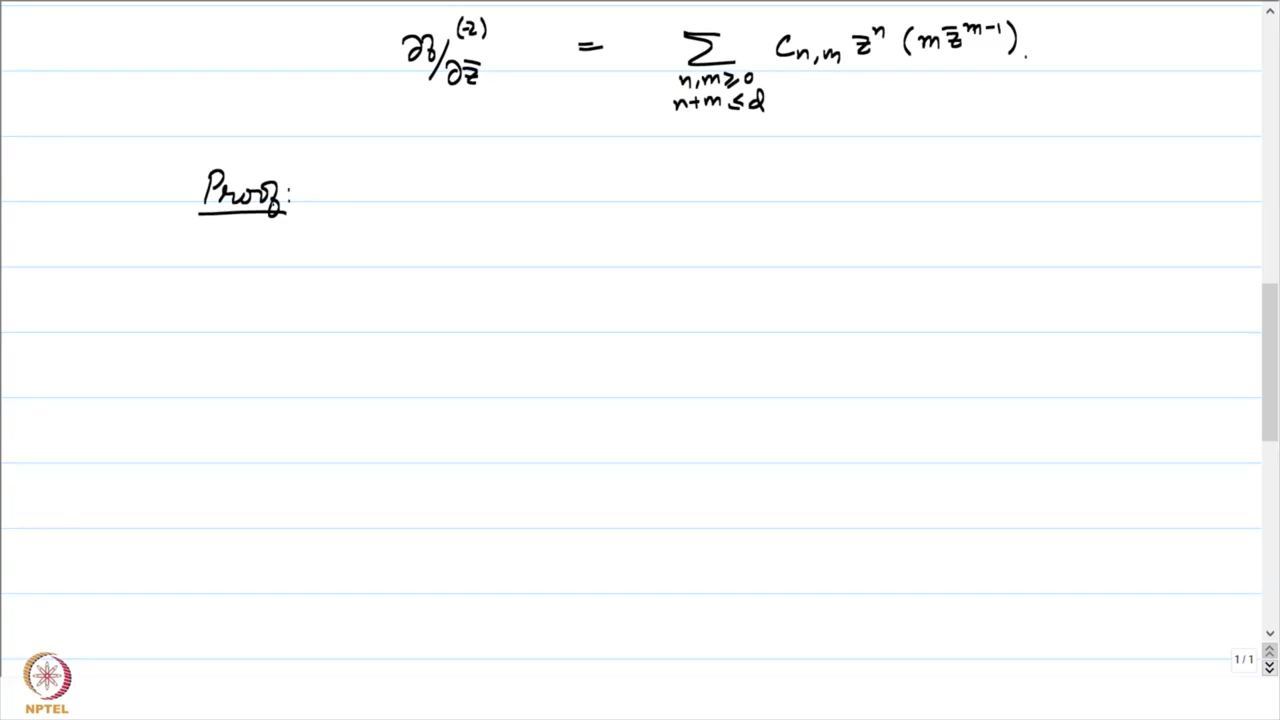 ∂f/∂z̄ (z) = Σ_{n,m≥0, n+m≤d} C_{n,m} z^n (m z̄^{m-1}).
Proof:
1 / 1
NPTEL